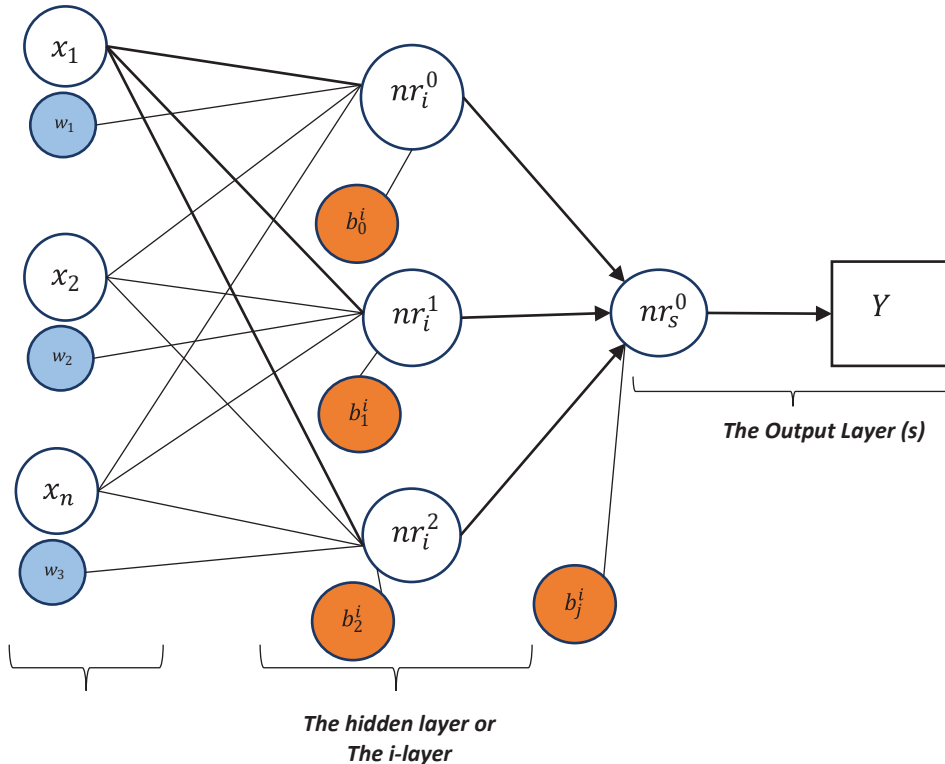 x₁
w₁
x₂
w₂
xₙ
w₃
nrᵢ⁰
b₀ⁱ
nrᵢ¹
b₁ⁱ
nrᵢ²
b₂ⁱ
The hidden layer or
The i-layer
nrₛ⁰
bⱼⁱ
Y
The Output Layer (s)